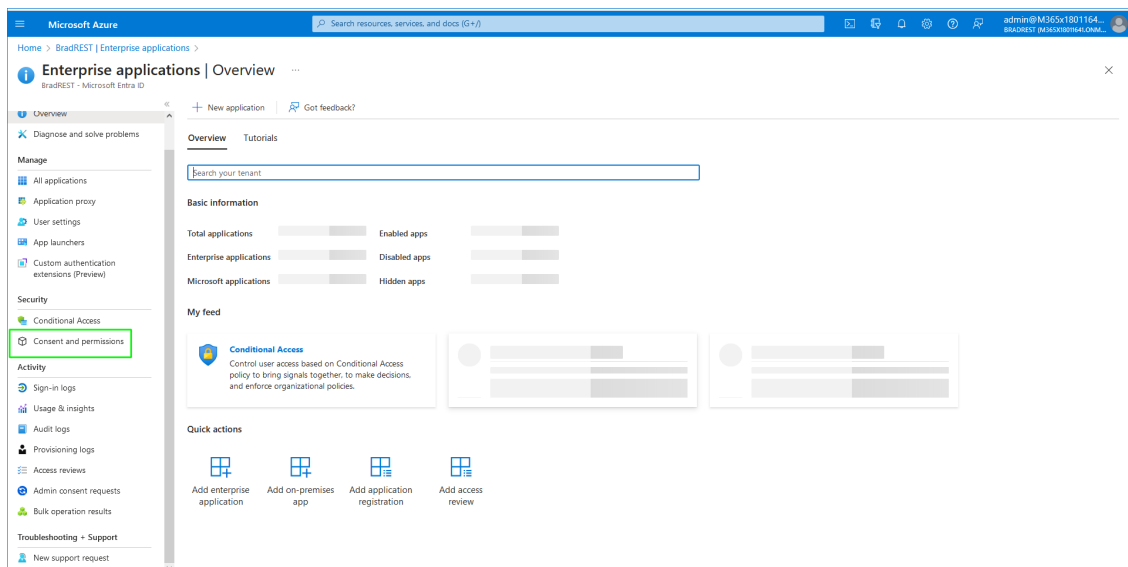 Microsoft Azure
Search resources, services, and docs (G+/)
admin@M365x1801164...
BRADREST (M365X18011641.ONM...
Home > BradREST | Enterprise applications >
Enterprise applications | Overview ...
BradREST - Microsoft Entra ID
Overview
Diagnose and solve problems
Manage
All applications
Application proxy
User settings
App launchers
Custom authentication
extensions (Preview)
Security
Conditional Access
Consent and permissions
Activity
Sign-in logs
Usage & insights
Audit logs
Provisioning logs
Access reviews
Admin consent requests
Bulk operation results
Troubleshooting + Support
New support request
New application
Got feedback?
Overview
Tutorials
Search your tenant
Basic information
Total applications
Enabled apps
Enterprise applications
Disabled apps
Microsoft applications
Hidden apps
My feed
Conditional Access
Control user access based on Conditional Access
policy to bring signals together, to make decisions,
and enforce organizational policies.
Quick actions
Add enterprise
application
Add on-premises
app
Add application
registration
Add access
review